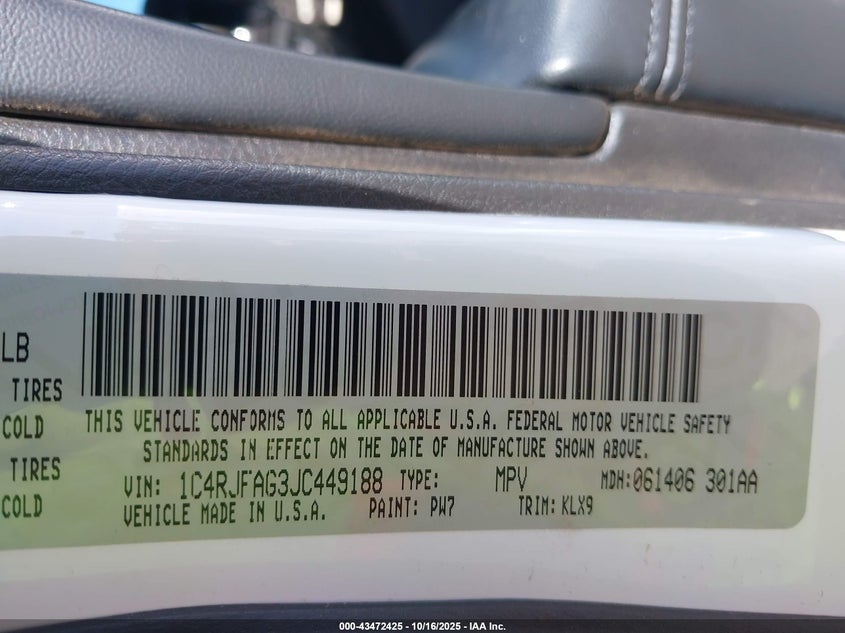 LB
TIRES
COLD
TIRES
COLD
THIS VEHICLE CONFORMS TO ALL APPLICABLE U.S.A. FEDERAL MOTOR VEHICLE SAFETY
STANDARDS IN EFFECT ON THE DATE OF MANUFACTURE SHOWN ABOVE.
VIN: 1C4RJFAG3JC449188 TYPE: MPV MDH:061406 301AA
VEHICLE MADE IN U.S.A. PAINT: PW7 TRIM: KLX9
000-43472425 - 10/16/2025 - IAA Inc.